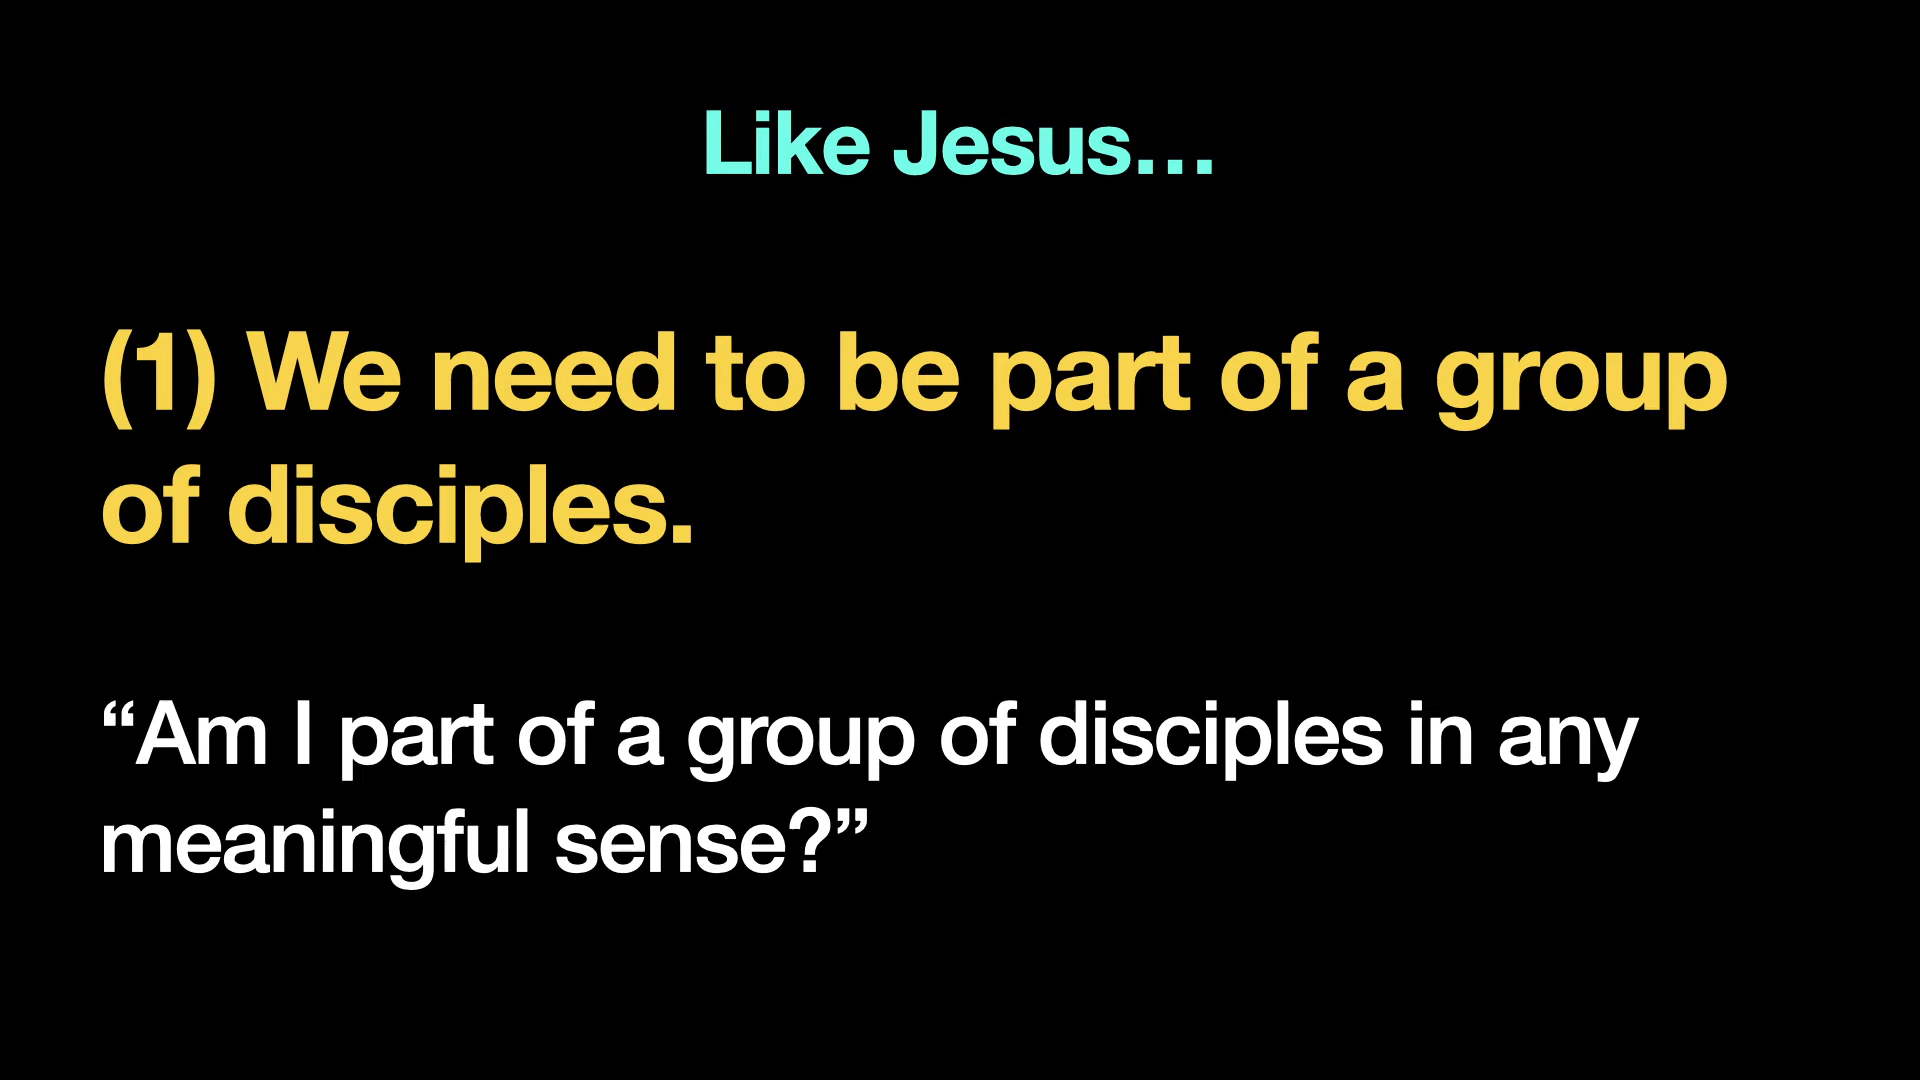 Like Jesus…
(1) We need to be part of a group
of disciples.
“Am I part of a group of disciples in any
meaningful sense?”